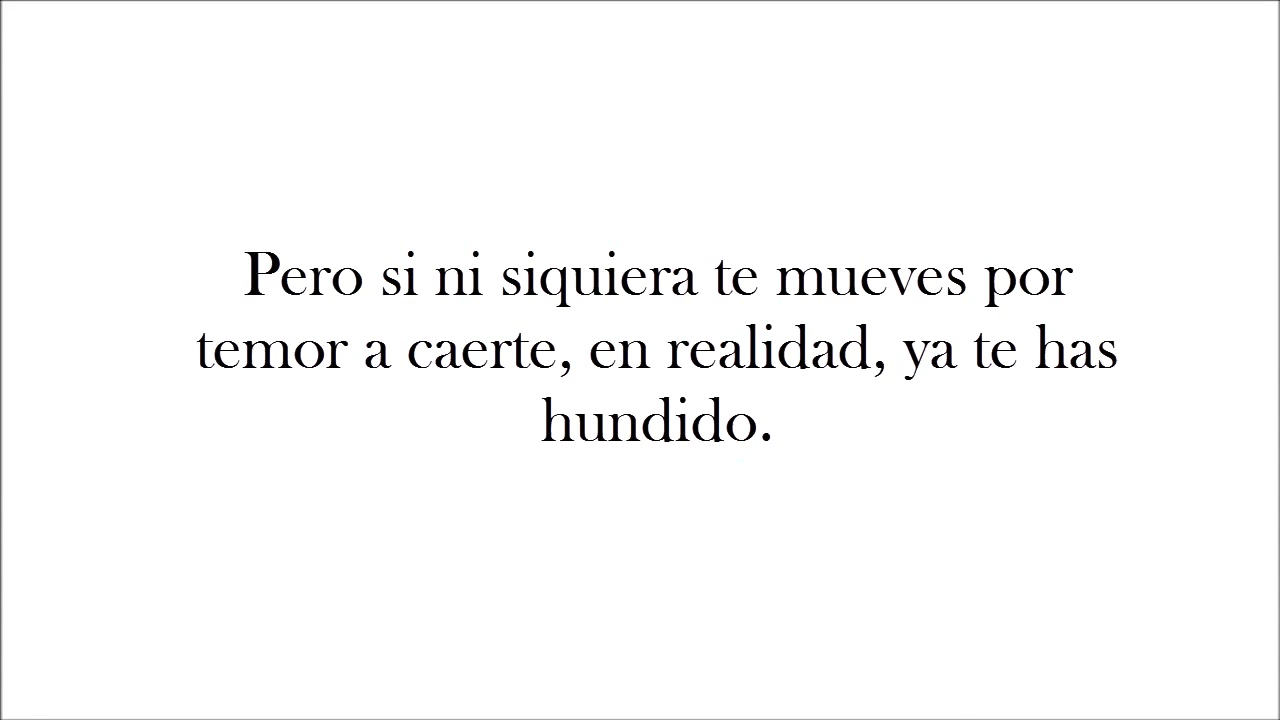 Pero si ni siquiera te mueves por
temor a caerte, en realidad, ya te has
hundido.